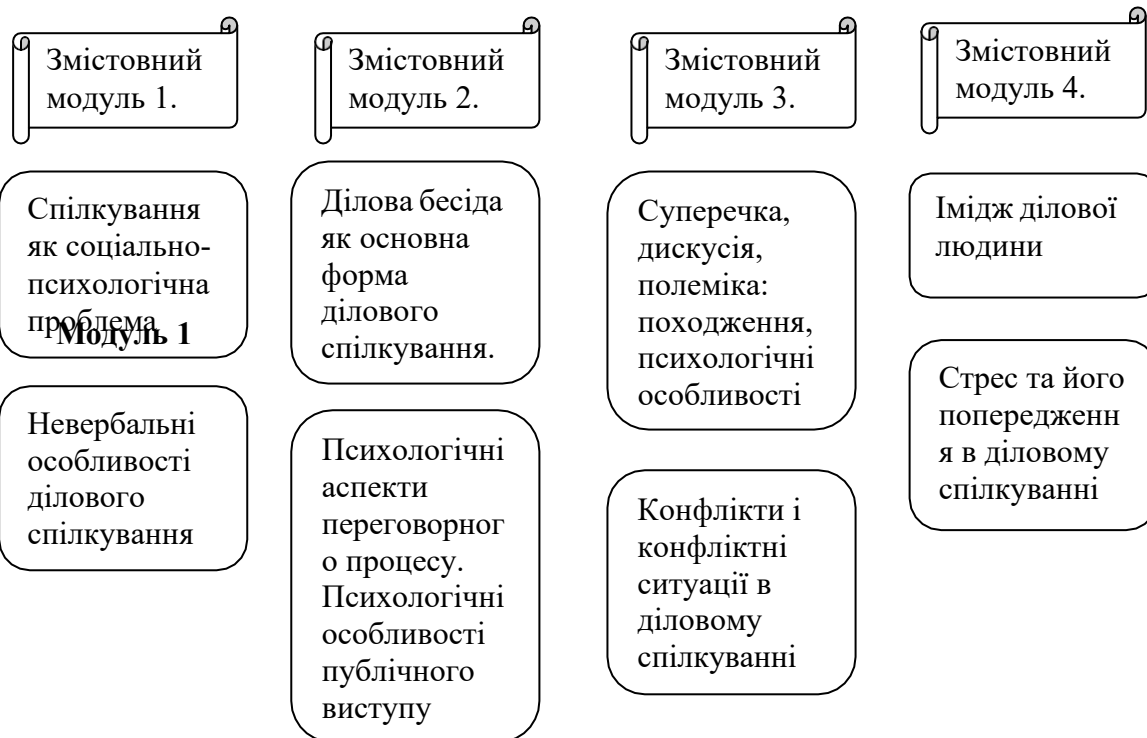 Змістовний
модуль 1.
Змістовний
модуль 2.
Змістовний
модуль 3.
Змістовний
модуль 4.
Спілкування
як соціально-
психологічна
проблема
Модуль 1
Невербальні
особливості
ділового
спілкування
Ділова бесіда
як основна
форма
ділового
спілкування.
Психологічні
аспекти
переговорног
о процесу.
Психологічні
особливості
публічного
виступу
Суперечка,
дискусія,
полеміка:
походження,
психологічні
особливості
Конфлікти і
конфліктні
ситуації в
діловому
спілкуванні
Імідж ділової
людини
Стрес та його
попередженн
я в діловому
спілкуванні